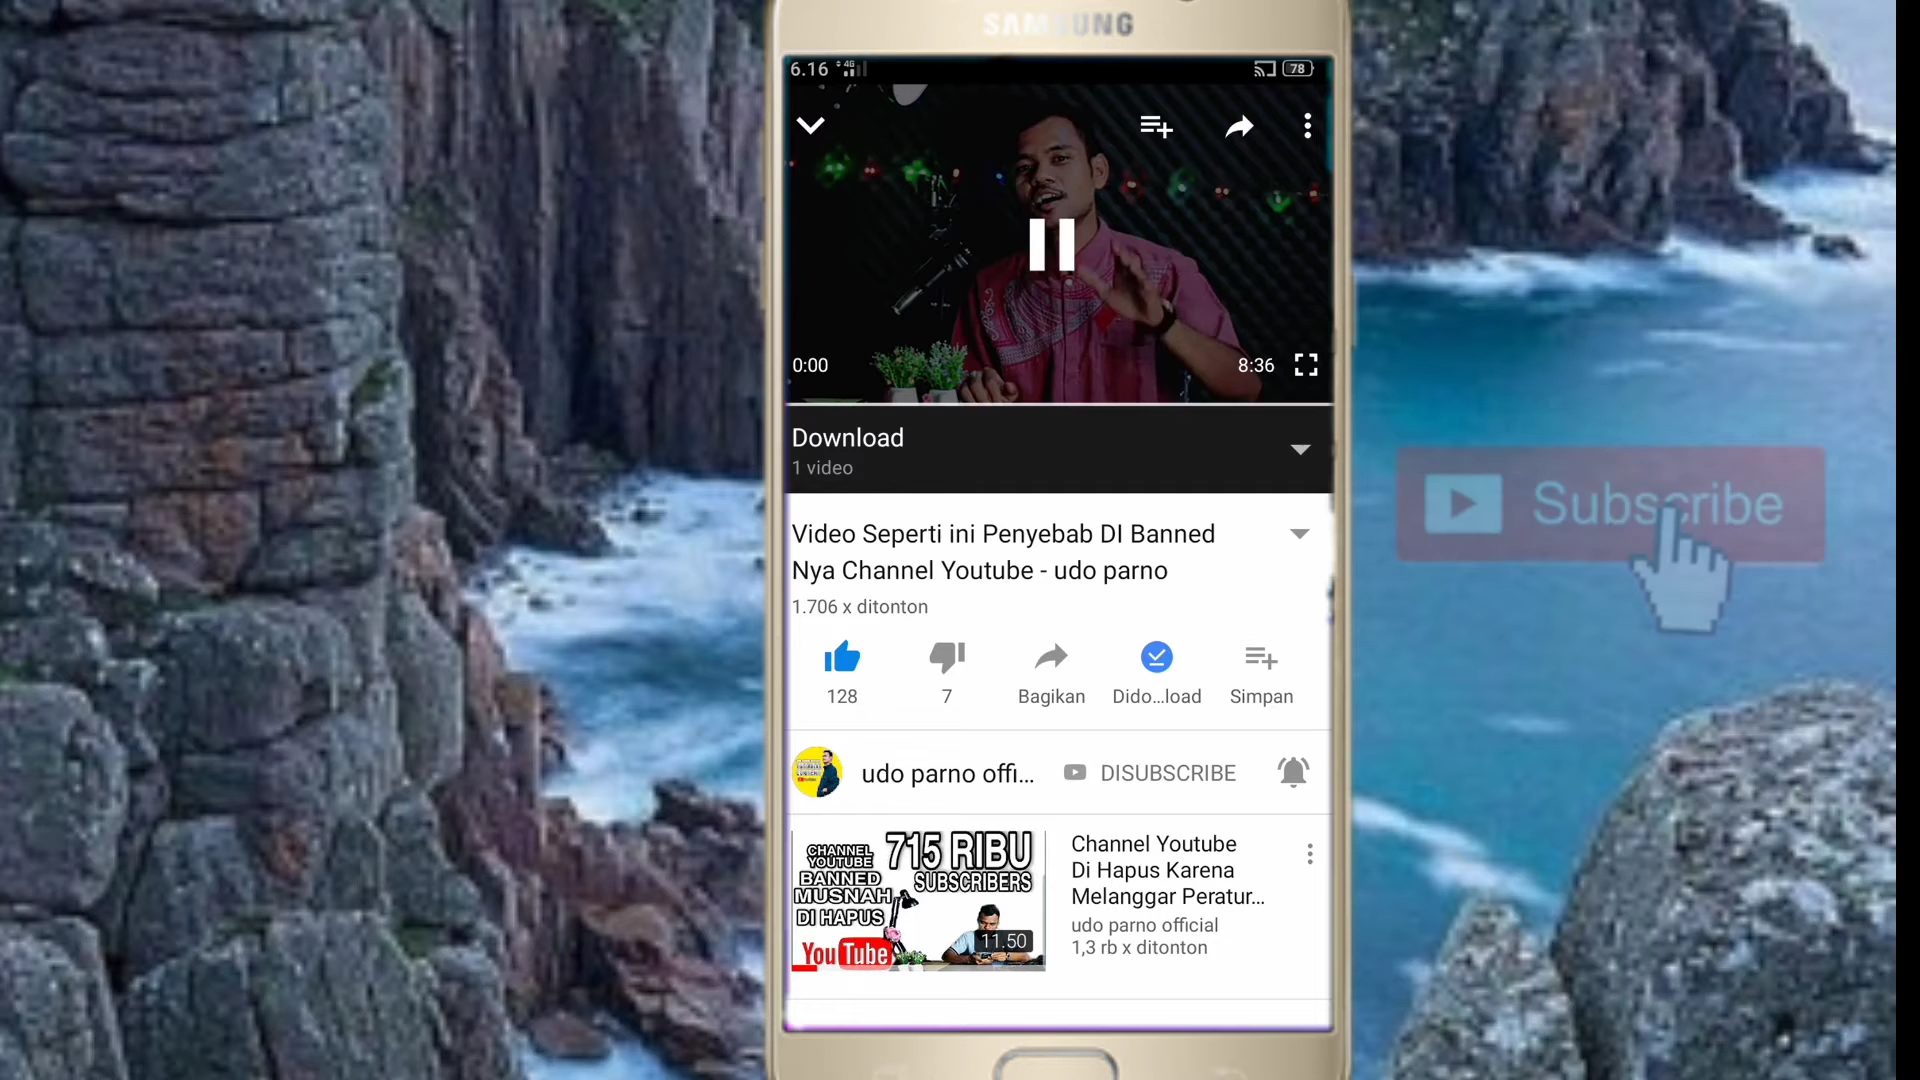 SAMSUNG
6.16 4G 78
0:00 8:36
Download
1 video
Video Seperti ini Penyebab DI Banned
Nya Channel Youtube - udo parno
1.706 x ditonton
128 7 Bagikan Dido...load Simpan
udo parno offi... DISUBSCRIBE
Subscribe
CHANNEL
YOUTUBE
BANNED
MUSNAH
DI HAPUS
715 RIBU
SUBSCRIBERS
YouTube
11.50
Channel Youtube
Di Hapus Karena
Melanggar Peratur...
udo parno official
1,3 rb x ditonton